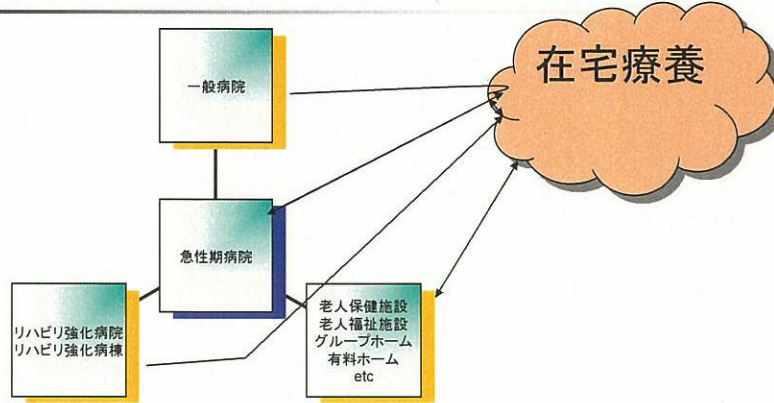 在宅療養
一般病院
急性期病院
リハビリ強化病院
リハビリ強化病棟
老人保健施設
老人福祉施設
グループホーム
有料ホーム
etc